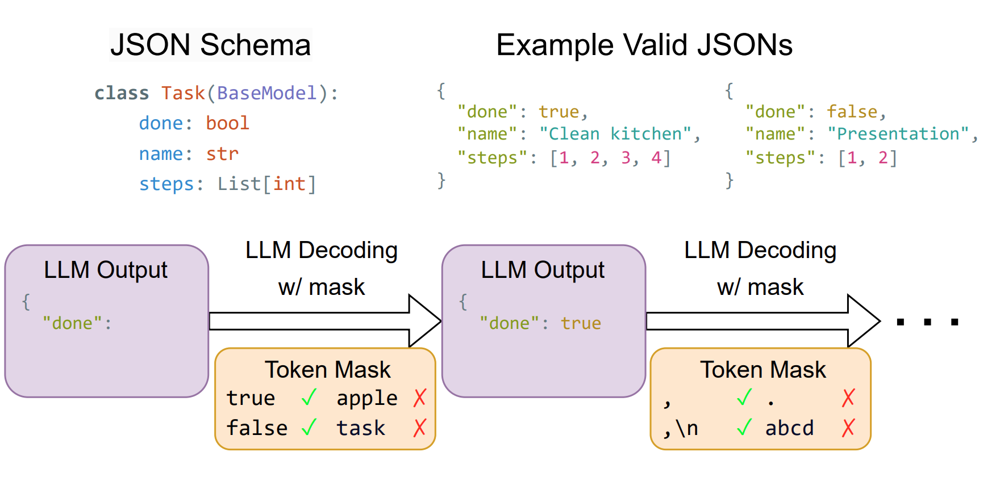 JSON Schema
class Task(BaseModel):
    done: bool
    name: str
    steps: List[int]
Example Valid JSONs
{
  "done": true,
  "name": "Clean kitchen",
  "steps": [1, 2, 3, 4]
}
{
  "done": false,
  "name": "Presentation",
  "steps": [1, 2]
}
LLM Output
{
  "done":
LLM Decoding
w/ mask
Token Mask
true ✓ apple ✗
false ✓ task ✗
LLM Output
{
  "done": true
LLM Decoding
w/ mask
Token Mask
, ✓ . ✗
,\n ✓ abcd ✗
. . .